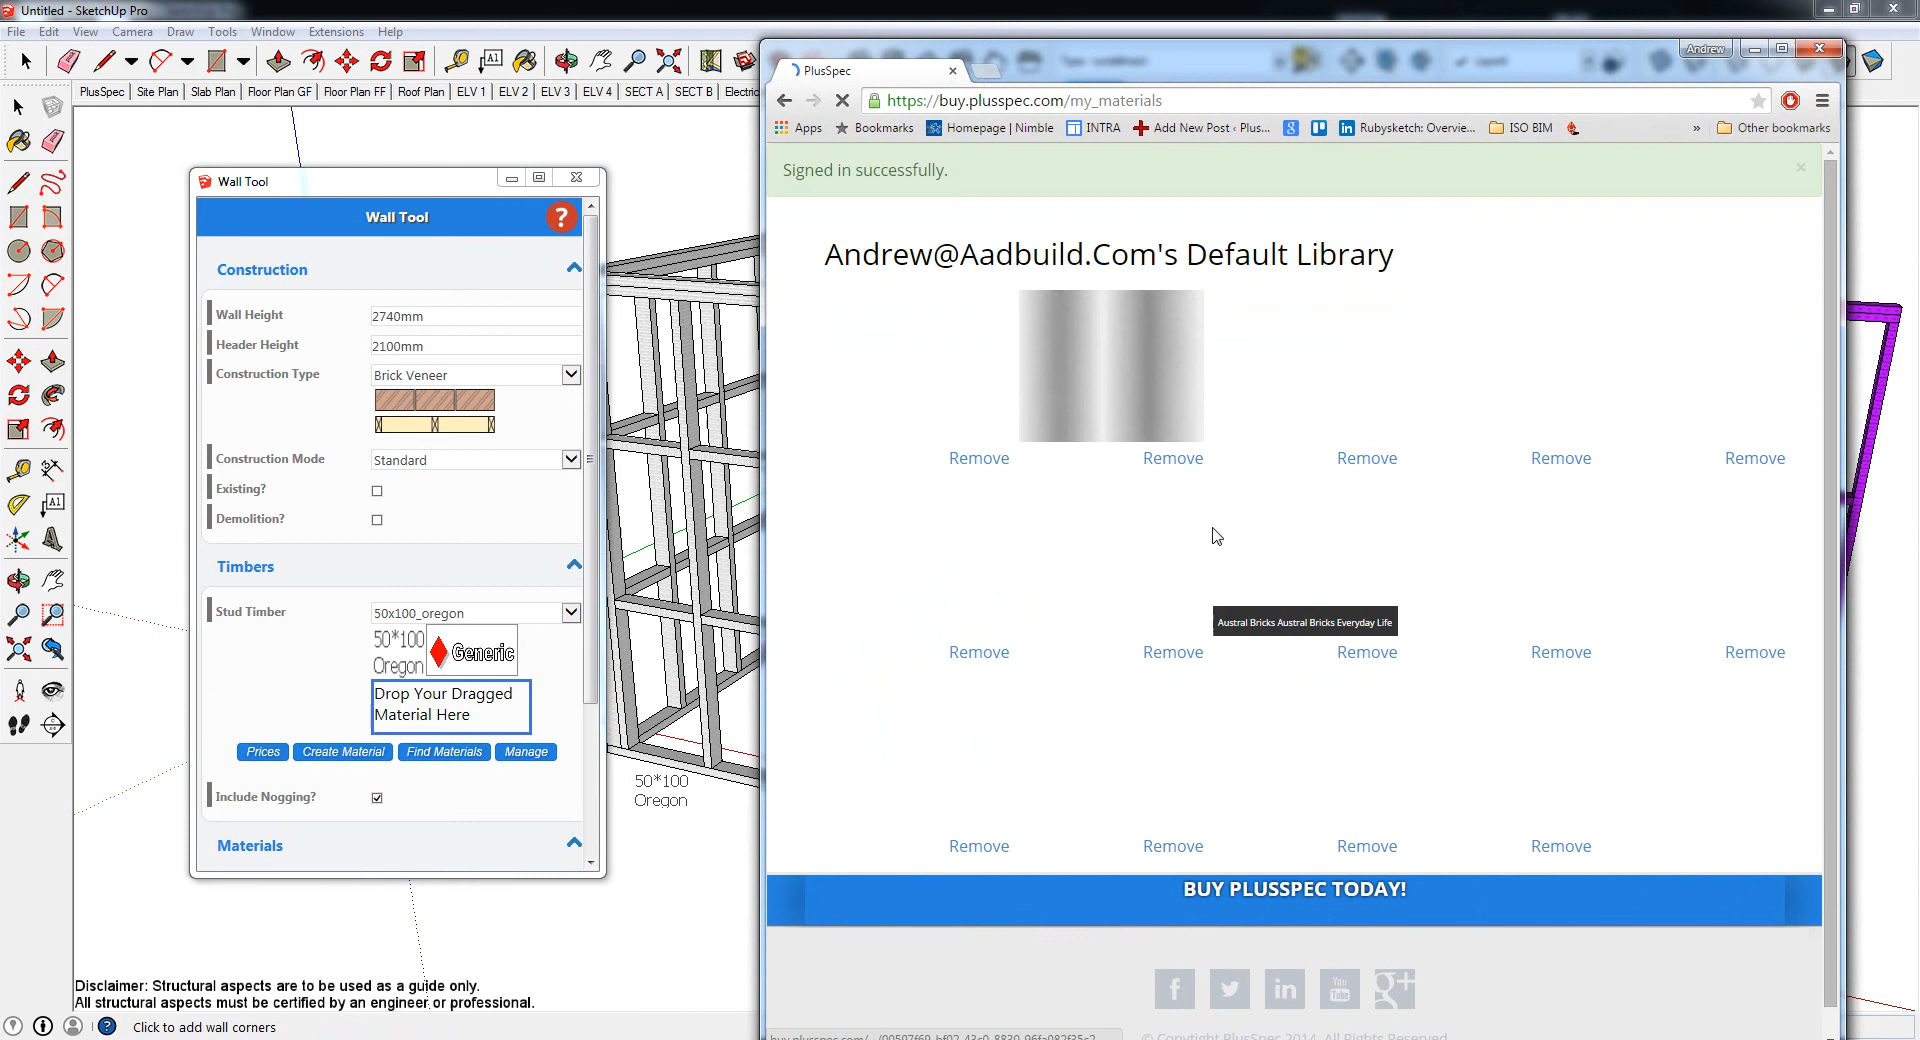 Untitled - SketchUp Pro
File Edit View Camera Draw Tools Window Extensions Help
PlusSpec Site Plan Slab Plan Floor Plan GF Floor Plan FF Roof Plan ELV 1 ELV 2 ELV 3 ELV 4 SECT A SECT B
Andrew
PlusSpec
https://buy.plusspec.com/my_materials
Apps Bookmarks Homepage | Nimble INTRA Add New Post ‹ Plus... Rubysketch: Overvie... ISO BIM » Other bookmarks
Signed in successfully.
Andrew@Aadbuild.Com's Default Library
Remove Remove Remove Remove Remove
Austral Bricks Austral Bricks Everyday Life
Remove Remove Remove Remove Remove
Remove Remove Remove Remove
BUY PLUSSPEC TODAY!
Wall Tool
Wall Tool
?
Construction
Wall Height 2740mm
Header Height 2100mm
Construction Type Brick Veneer
Construction Mode Standard
Existing?
Demolition?
Timbers
Stud Timber 50x100_oregon
50*100
Oregon
Generic
Drop Your Dragged
Material Here
Prices Create Material Find Materials Manage
Include Nogging?
Materials
50*100
Oregon
Disclaimer: Structural aspects are to be used as a guide only.
All structural aspects must be certified by an engineer or professional.
Click to add wall corners